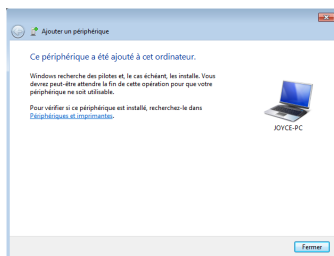 Ajouter un périphérique
Ce périphérique a été ajouté à cet ordinateur.
Windows recherche des pilotes et, le cas échéant, les installe. Vous
devrez peut-être attendre la fin de cette opération pour que votre
périphérique ne soit utilisable.
Pour vérifier si ce périphérique est installé, recherchez-le dans
Périphériques et imprimantes.
JOYCE-PC
Fermer